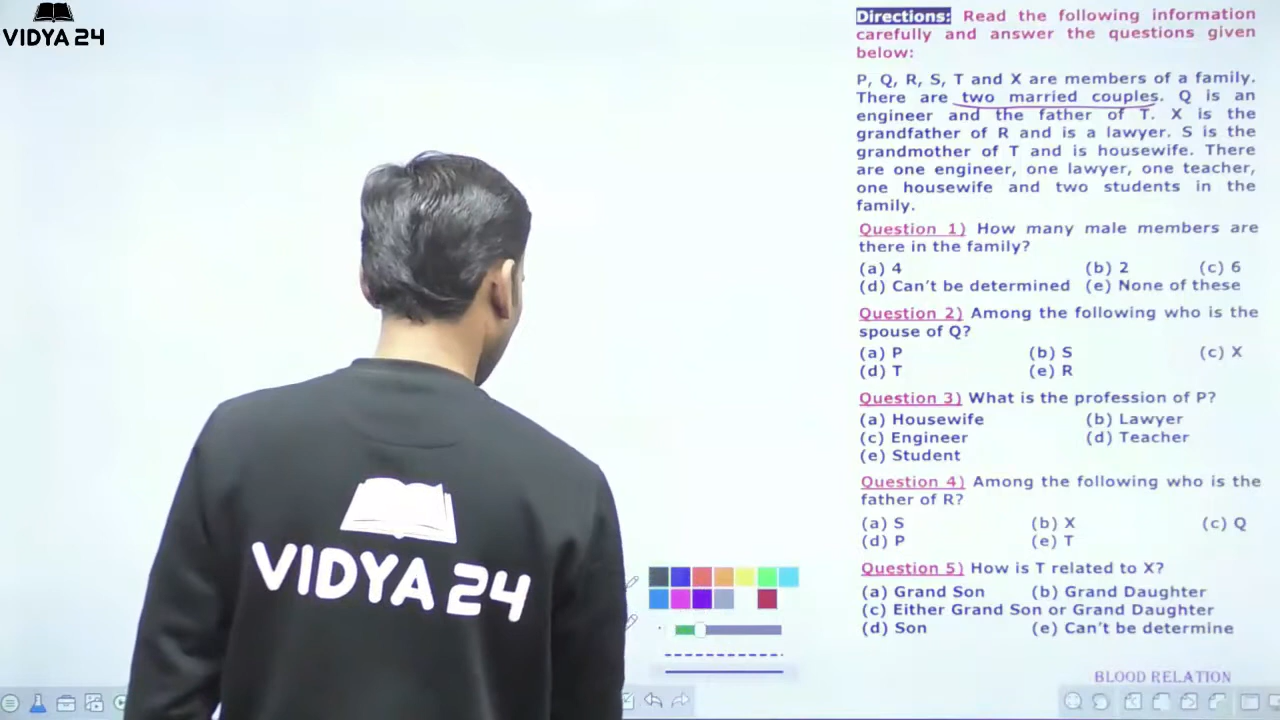 VIDYA 24
Directions: Read the following information
carefully and answer the questions given
below:
P, Q, R, S, T and X are members of a family.
There are two married couples. Q is an
engineer and the father of T. X is the
grandfather of R and is a lawyer. S is the
grandmother of T and is housewife. There
are one engineer, one lawyer, one teacher,
one housewife and two students in the
family.
Question 1) How many male members are
there in the family?
(a) 4 (b) 2 (c) 6
(d) Can't be determined (e) None of these
Question 2) Among the following who is the
spouse of Q?
(a) P (b) S (c) X
(d) T (e) R
Question 3) What is the profession of P?
(a) Housewife (b) Lawyer
(c) Engineer (d) Teacher
(e) Student
Question 4) Among the following who is the
father of R?
(a) S (b) X (c) Q
(d) P (e) T
Question 5) How is T related to X?
(a) Grand Son (b) Grand Daughter
(c) Either Grand Son or Grand Daughter
(d) Son (e) Can't be determine
BLOOD RELATION
VIDYA 24